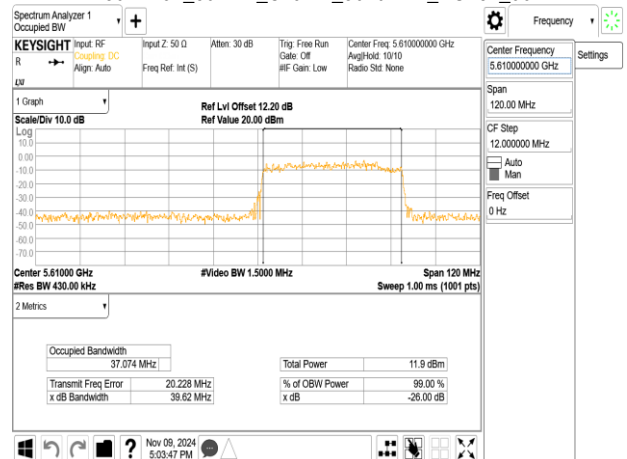 Spectrum Analyzer 1
Occupied BW
Frequency
KEYSIGHT
R
Input: RF
Coupling: DC
Align: Auto
Input Z: 50 Ω
Freq Ref: Int (S)
Atten: 30 dB
Trig: Free Run
Gate: Off
#IF Gain: Low
Center Freq: 5.610000000 GHz
Avg|Hold: 10/10
Radio Std: None
Center Frequency
5.610000000 GHz
Settings
Span
120.00 MHz
CF Step
12.000000 MHz
Auto
Man
Freq Offset
0 Hz
1 Graph
Scale/Div 10.0 dB
Ref Lvl Offset 12.20 dB
Ref Value 20.00 dBm
Log
10.0
0.00
-10.0
-20.0
-30.0
-40.0
-50.0
-60.0
-70.0
Center 5.61000 GHz
#Video BW 1.5000 MHz
Span 120 MHz
#Res BW 430.00 kHz
Sweep 1.00 ms (1001 pts)
2 Metrics
Occupied Bandwidth
37.074 MHz
Total Power 11.9 dBm
Transmit Freq Error 20.228 MHz
% of OBW Power 99.00 %
x dB Bandwidth 39.62 MHz
x dB -26.00 dB
?
Nov 09, 2024
5:03:47 PM